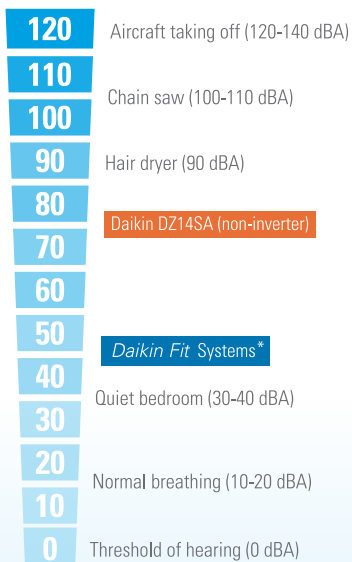 120
Aircraft taking off (120-140 dBA)
110
Chain saw (100-110 dBA)
100
90
Hair dryer (90 dBA)
80
Daikin DZ14SA (non-inverter)
70
60
50
Daikin Fit Systems*
40
Quiet bedroom (30-40 dBA)
30
20
Normal breathing (10-20 dBA)
10
0
Threshold of hearing (0 dBA)